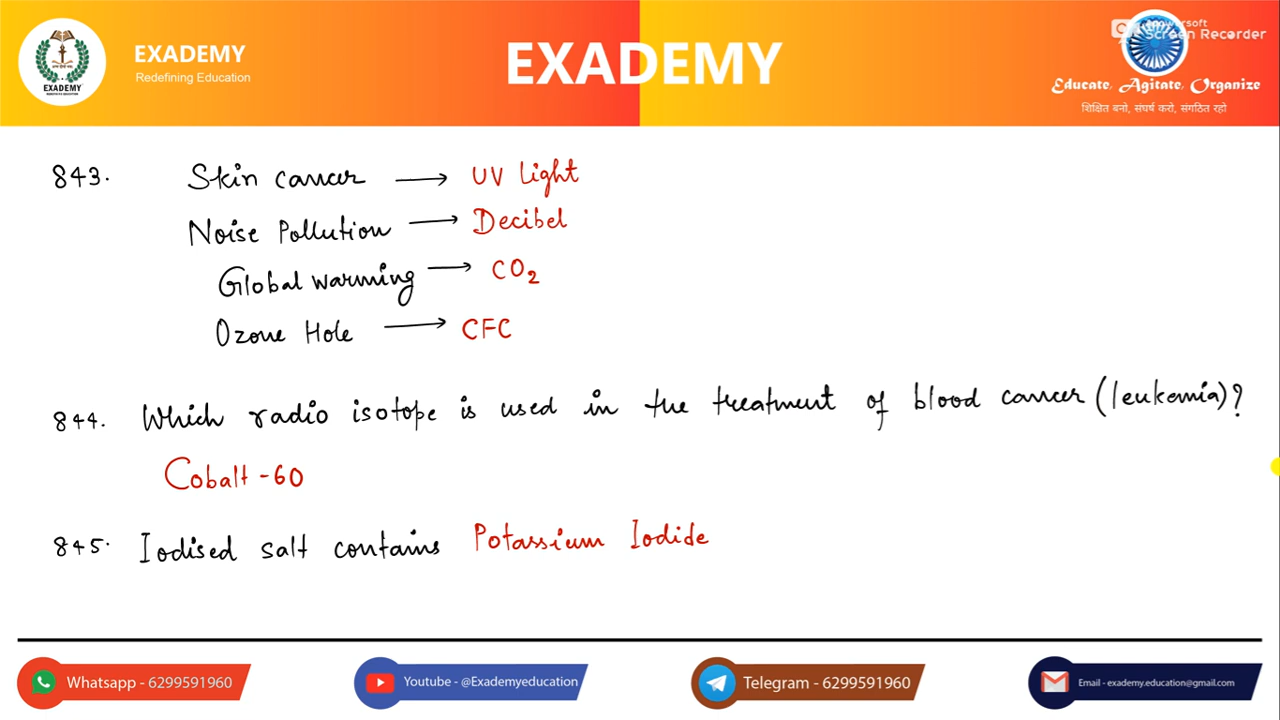 EXADEMY
EXADEMY
Redefining Education
EXADEMY
Screen Recorder
Educate, Agitate, Organize
शिक्षित बनो, संघर्ष करो, संगठित रहो
843. Skin cancer → UV light
Noise Pollution → Decibel
Global warming → CO₂
Ozone Hole → CFC
844. Which radio isotope is used in the treatment of blood cancer (leukemia)?
Cobalt-60
845. Iodised salt contains Potassium Iodide
Whatsapp - 6299591960
Youtube - @Exademyeducation
Telegram - 6299591960
Email - exademy.education@gmail.com